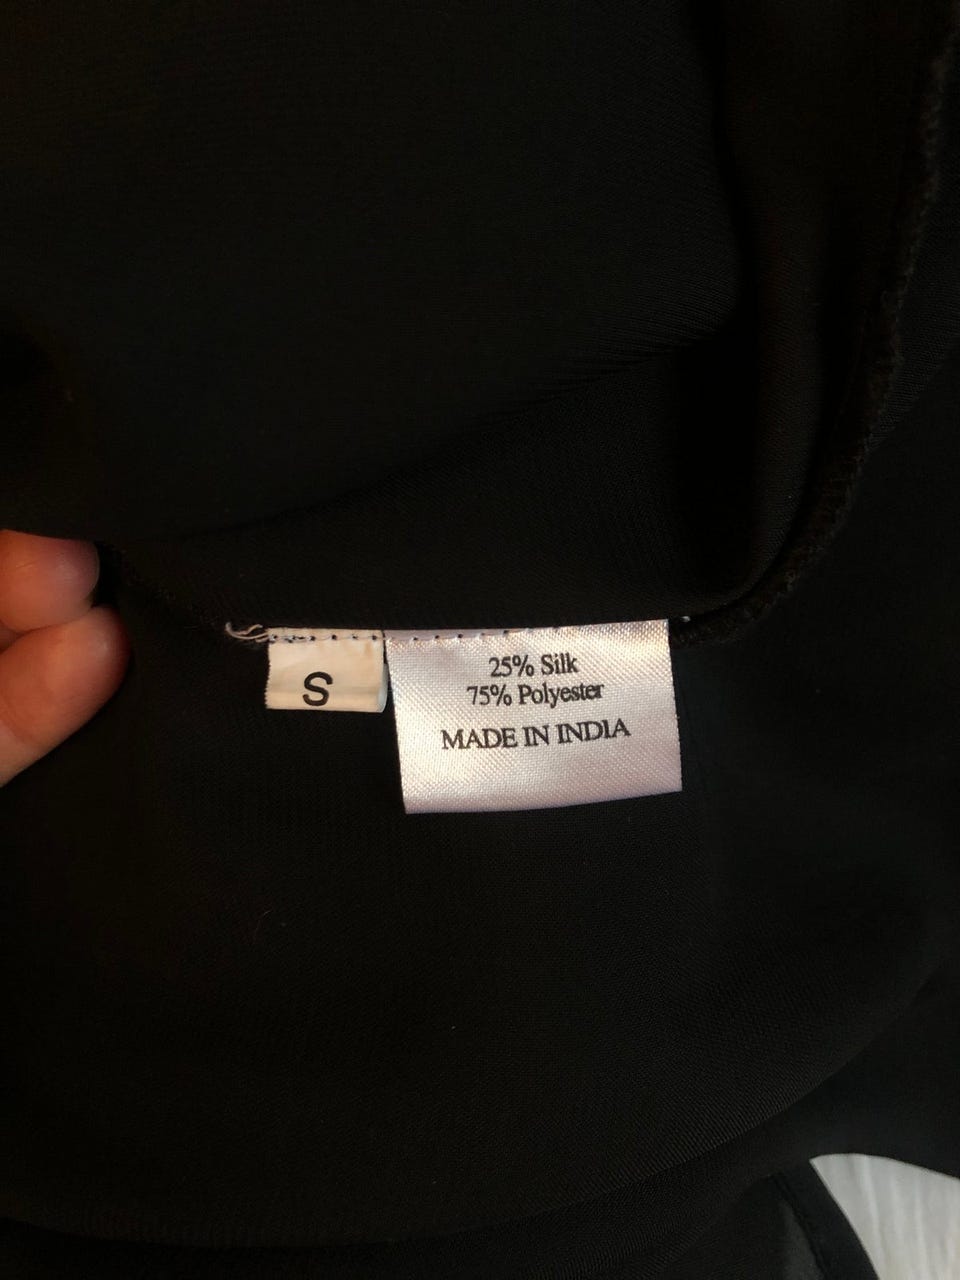 S
25% Silk
75% Polyester
MADE IN INDIA